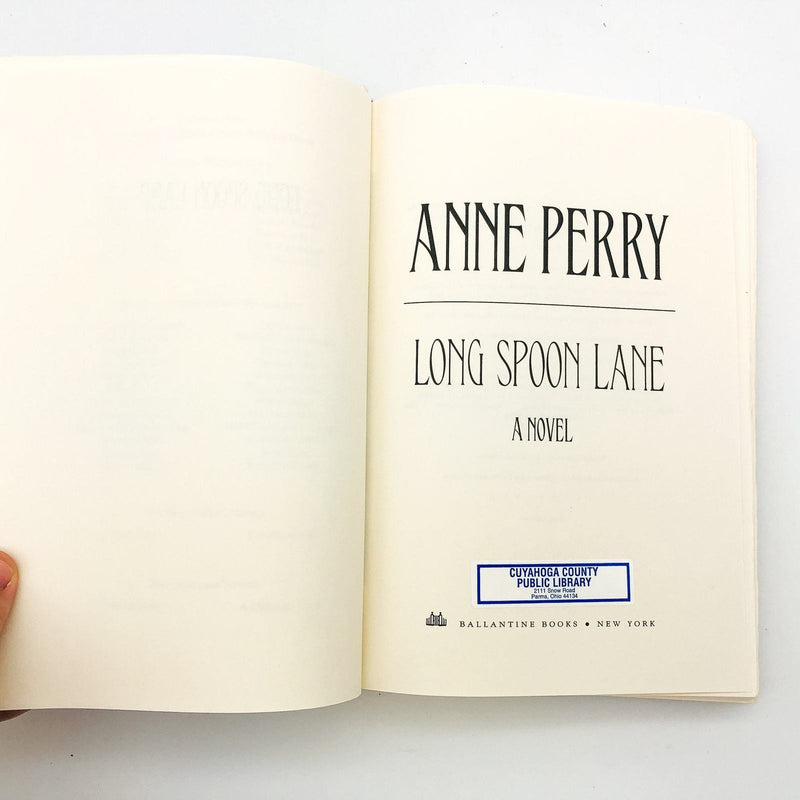 ANNE PERRY
LONG SPOON LANE
A NOVEL
CUYAHOGA COUNTY
PUBLIC LIBRARY
2111 Snow Road
Parma, Ohio 44134
BALLANTINE BOOKS • NEW YORK